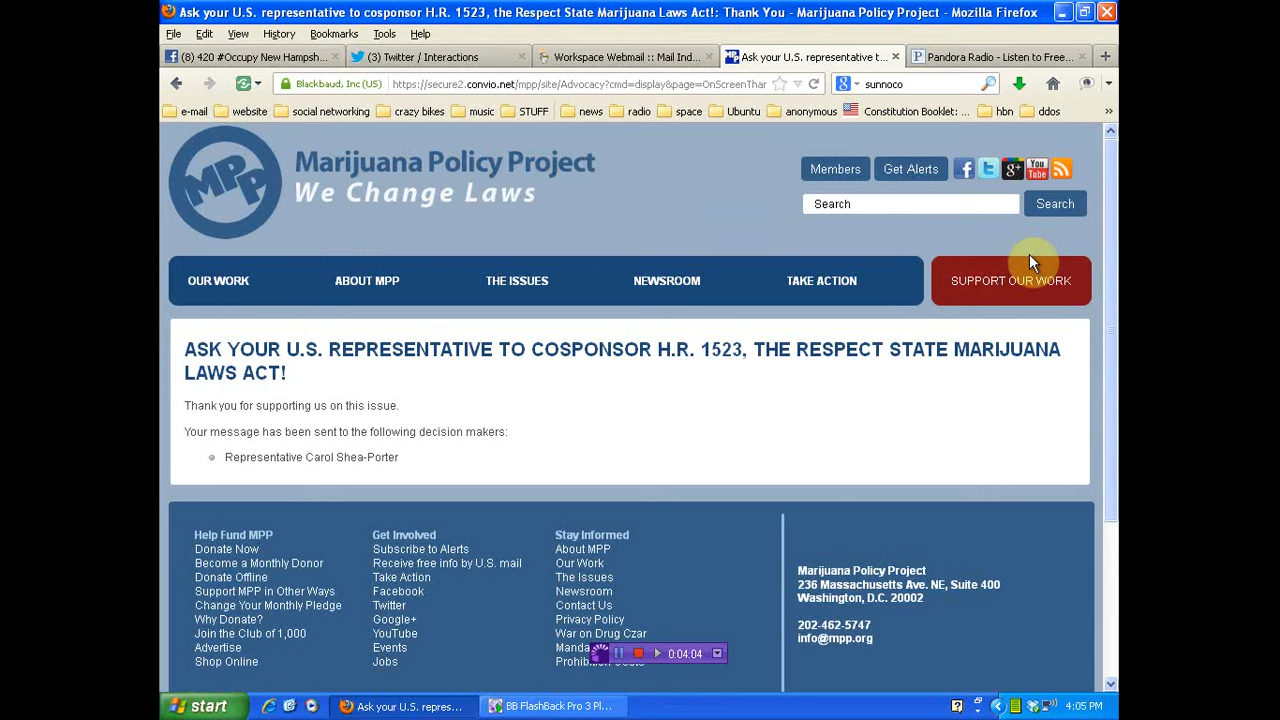 Ask your U.S. representative to cosponsor H.R. 1523, the Respect State Marijuana Laws Act!: Thank You - Marijuana Policy Project - Mozilla Firefox
File Edit View History Bookmarks Tools Help
(8) 420 #Occupy New Hampsh...
(3) Twitter / Interactions
Workspace Webmail :: Mail Ind...
Ask your U.S. representative t...
Pandora Radio - Listen to Free...
Blackbaud, Inc (US) https://secure2.convio.net/mpp/site/Advocacy?cmd=display&page=OnScreenThar sunnoco
e-mail website social networking crazy bikes music STUFF news radio space Ubuntu anonymous Constitution Booklet: ... hbn ddos
MPP
Marijuana Policy Project
We Change Laws
Members Get Alerts
You Tube
Search Search
OUR WORK ABOUT MPP THE ISSUES NEWSROOM TAKE ACTION SUPPORT OUR WORK
ASK YOUR U.S. REPRESENTATIVE TO COSPONSOR H.R. 1523, THE RESPECT STATE MARIJUANA
LAWS ACT!
Thank you for supporting us on this issue.
Your message has been sent to the following decision makers:
Representative Carol Shea-Porter
Help Fund MPP
Donate Now
Become a Monthly Donor
Donate Offline
Support MPP in Other Ways
Change Your Monthly Pledge
Why Donate?
Join the Club of 1,000
Advertise
Shop Online
Get Involved
Subscribe to Alerts
Receive free info by U.S. mail
Take Action
Facebook
Twitter
Google+
YouTube
Events
Jobs
Stay Informed
About MPP
Our Work
The Issues
Newsroom
Contact Us
Privacy Policy
War on Drug Czar
Marijuana Policy Project
236 Massachusetts Ave. NE, Suite 400
Washington, D.C. 20002
202-462-5747
info@mpp.org
0:04:04
start
Ask your U.S. repres...
BB FlashBack Pro 3 Pl...
4:05 PM